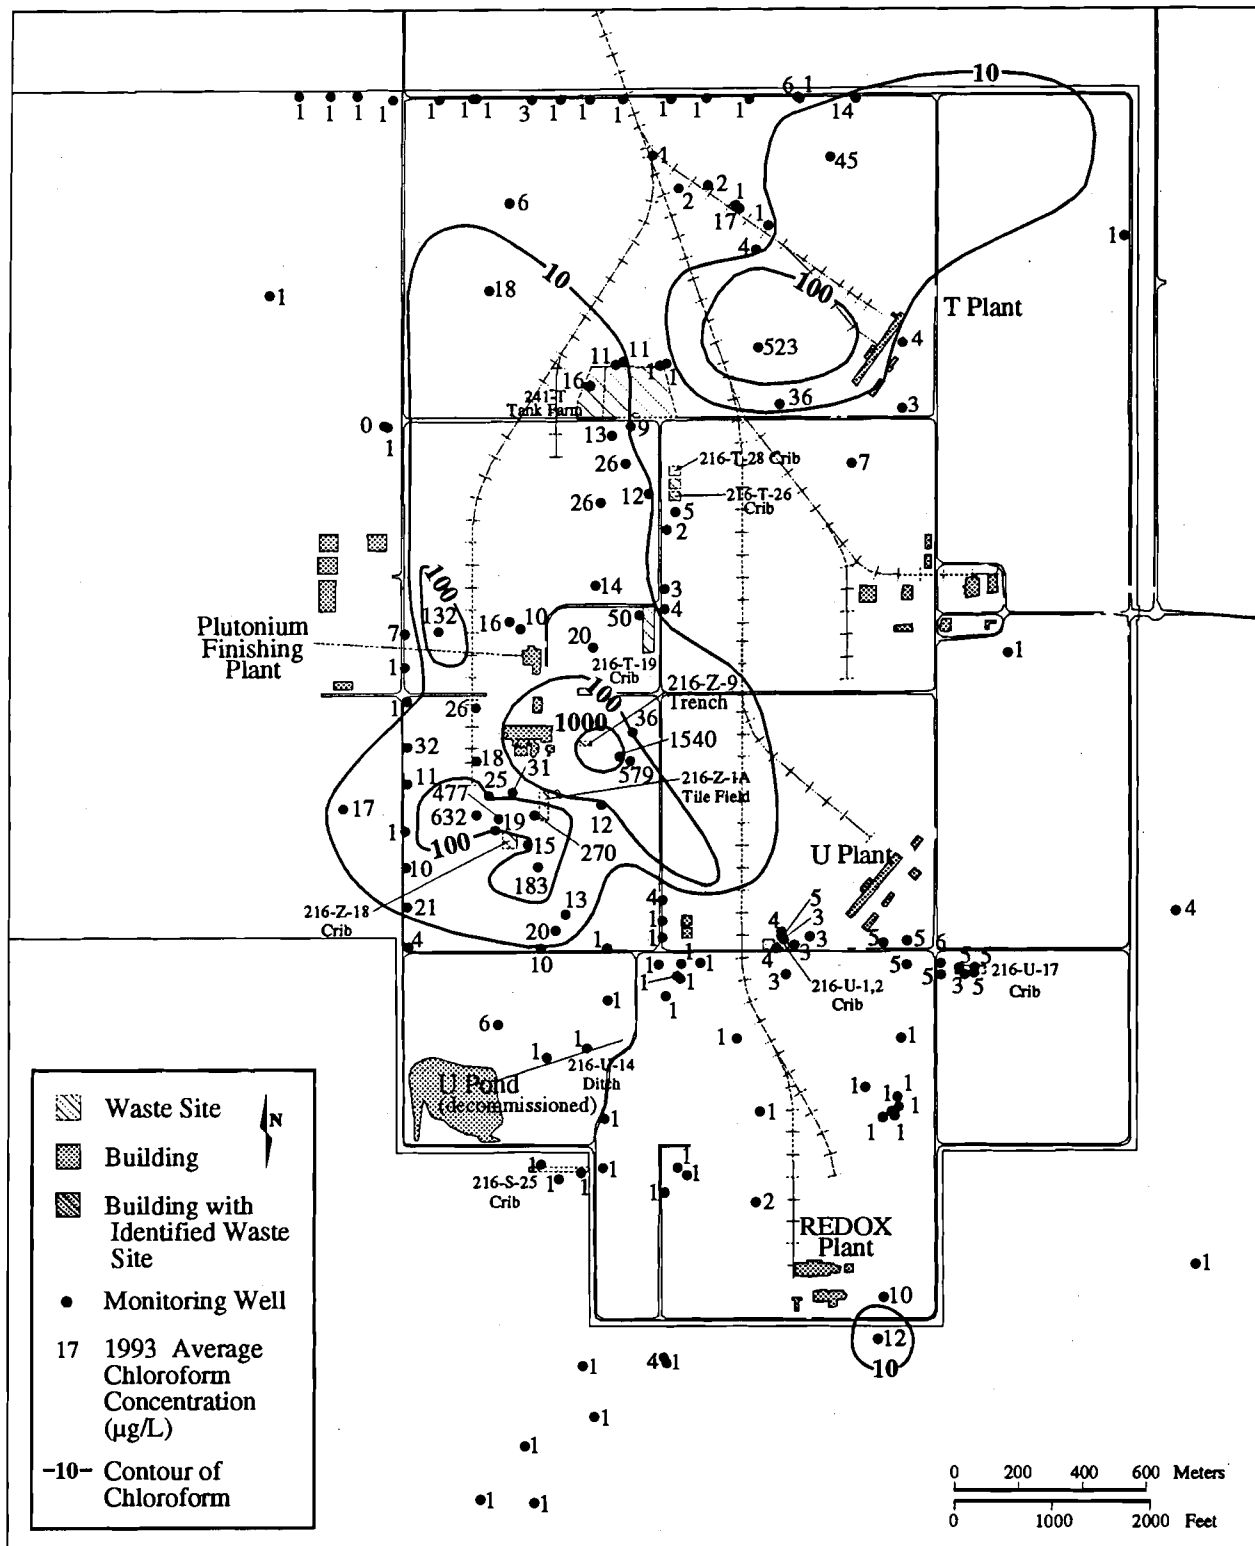 10
6 1
1 1 1 1 1 1 1 3 1 1 1 1 1 1 14
1
45
6
2
2
1
17
1
4
1
10
18
1
100
T Plant
523
4
11 11
1 1
16
241-T
Tank Farm
36
3
0
1
9
13
26
7
216-T-28 Crib
12
216-T-26
Crib
26
5
2
100
14
3
4
50
132
16
10
7
Plutonium
Finishing
Plant
20
1
1
216-T-19
Crib
216-Z-9
Trench
100
1
26
1000
36
32
1540
18
579
11
31
216-Z-1A
Tile Field
25
477
17
632
19
12
1
100
15
270
U Plant
10
183
216-Z-18
Crib
21
13
4
5
4
20
1
4
3
3
5
5
6
4
10
1
1
4
1
1
1
3
5
5
5
5
3
5
216-U-17
Crib
1
1
216-U-1,2
Crib
1
1
6
1
1
1
1
216-U-14
Ditch
U Pond
(decommissioned)
1
1
1
1
1
1
1
1
1
216-S-25
Crib
1
1
1
1
1
1
1
2
REDOX
Plant
1
10
12
10
1
4
1
1
1
1
1
Waste Site
N
Building
Building with
Identified Waste
Site
Monitoring Well
17 1993 Average
Chloroform
Concentration
(µg/L)
-10- Contour of
Chloroform
0 200 400 600 Meters
0 1000 2000 Feet